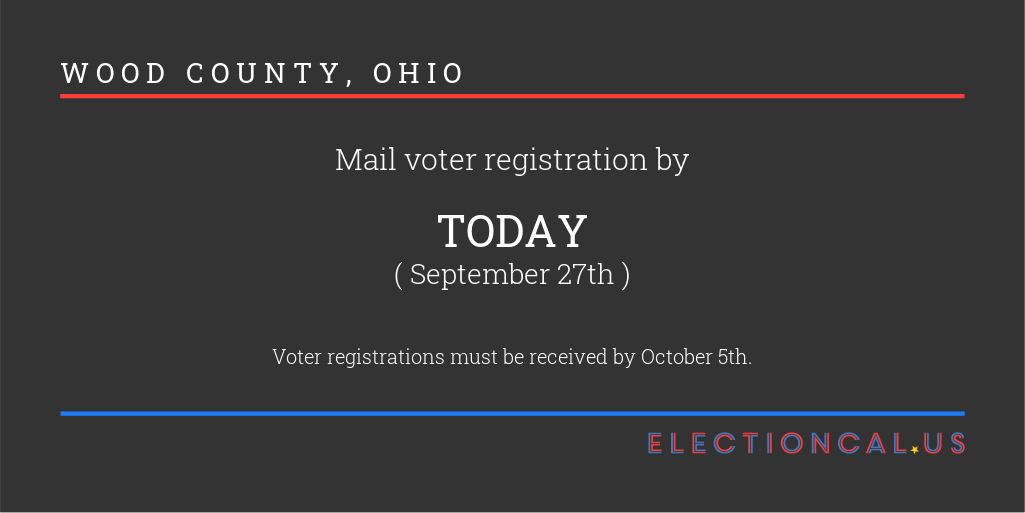 WOOD COUNTY, OHIO
Mail voter registration by
TODAY
( September 27th )
Voter registrations must be received by October 5th.
ELECTIONCAL.US